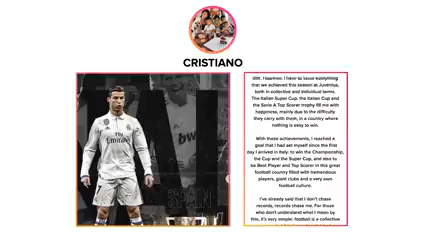 CRISTIANO
Fly Emirates
SPAIN
that we achieved this season at Juventus,
both in collective and individual terms.
The Italian Super Cup, the Italian Cup and
the Serie A Top Scorer trophy fill me with
happiness, mainly due to the difficulty
they carry with them, in a country where
nothing is easy to win.
With these achievements, I reached a
goal that I had set myself since the first
day I arrived in Italy: to win the Championship,
the Cup and the Super Cup, and also to
be Best Player and Top Scorer in this great
football country filled with tremendous
players, giant clubs and a very own
football culture.
I've already said that I don't chase
records, records chase me. For those
who don't understand what I mean by
this, it's very simple: football is a collective